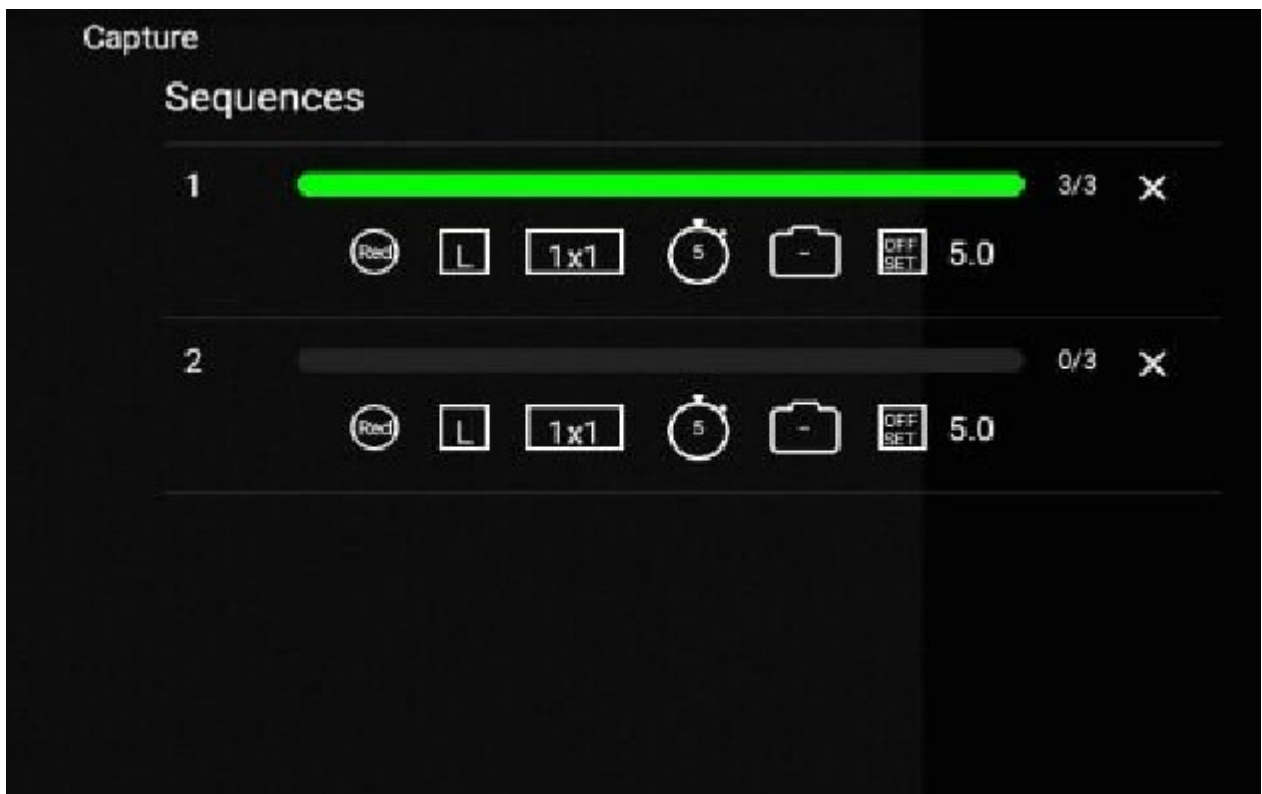 Capture
Sequences
1 3/3 ×
Red L 1x1 5 - OFF SET 5.0
2 0/3 ×
Red L 1x1 5 - OFF SET 5.0